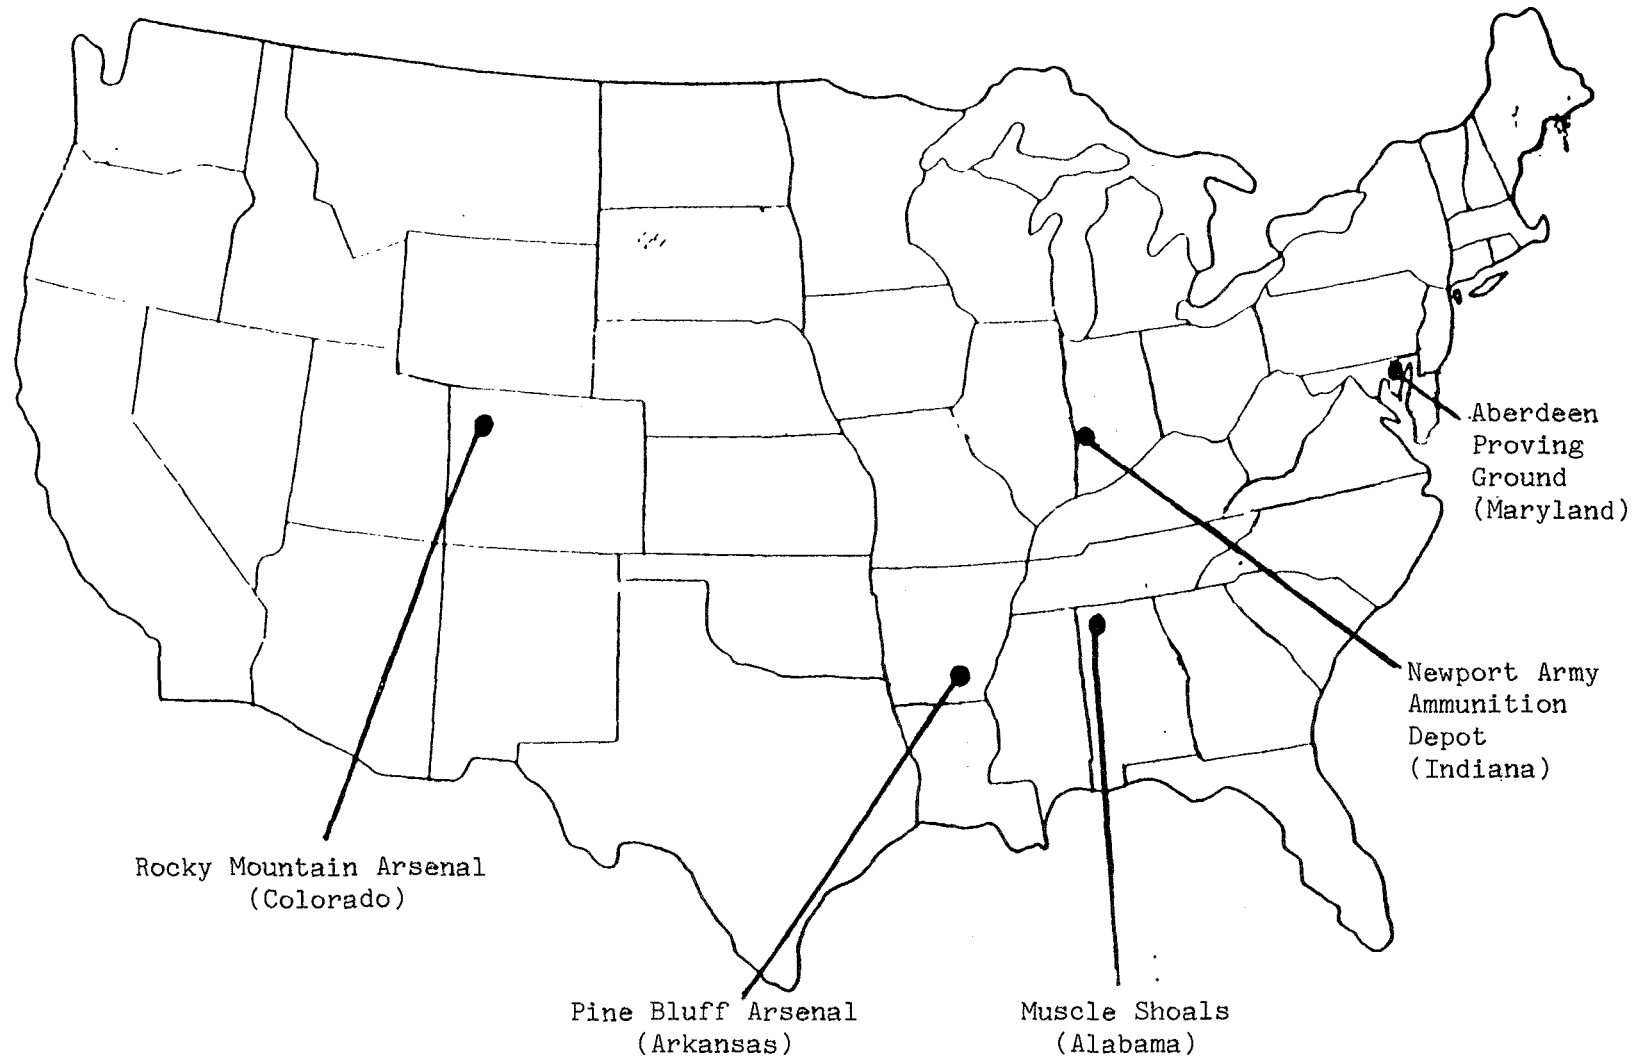 Aberdeen
Proving
Ground
(Maryland)
Newport Army
Ammunition
Depot
(Indiana)
Rocky Mountain Arsenal
(Colorado)
Pine Bluff Arsenal
(Arkansas)
Muscle Shoals
(Alabama)